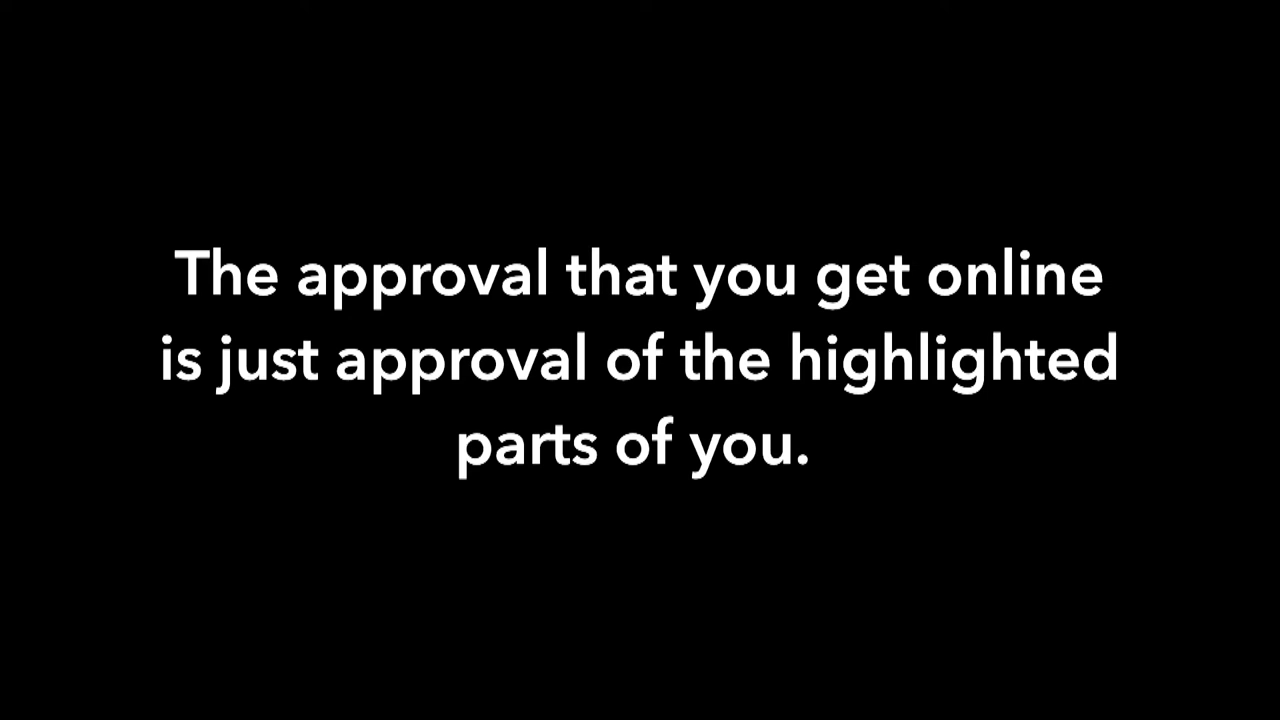 The approval that you get online
is just approval of the highlighted
parts of you.